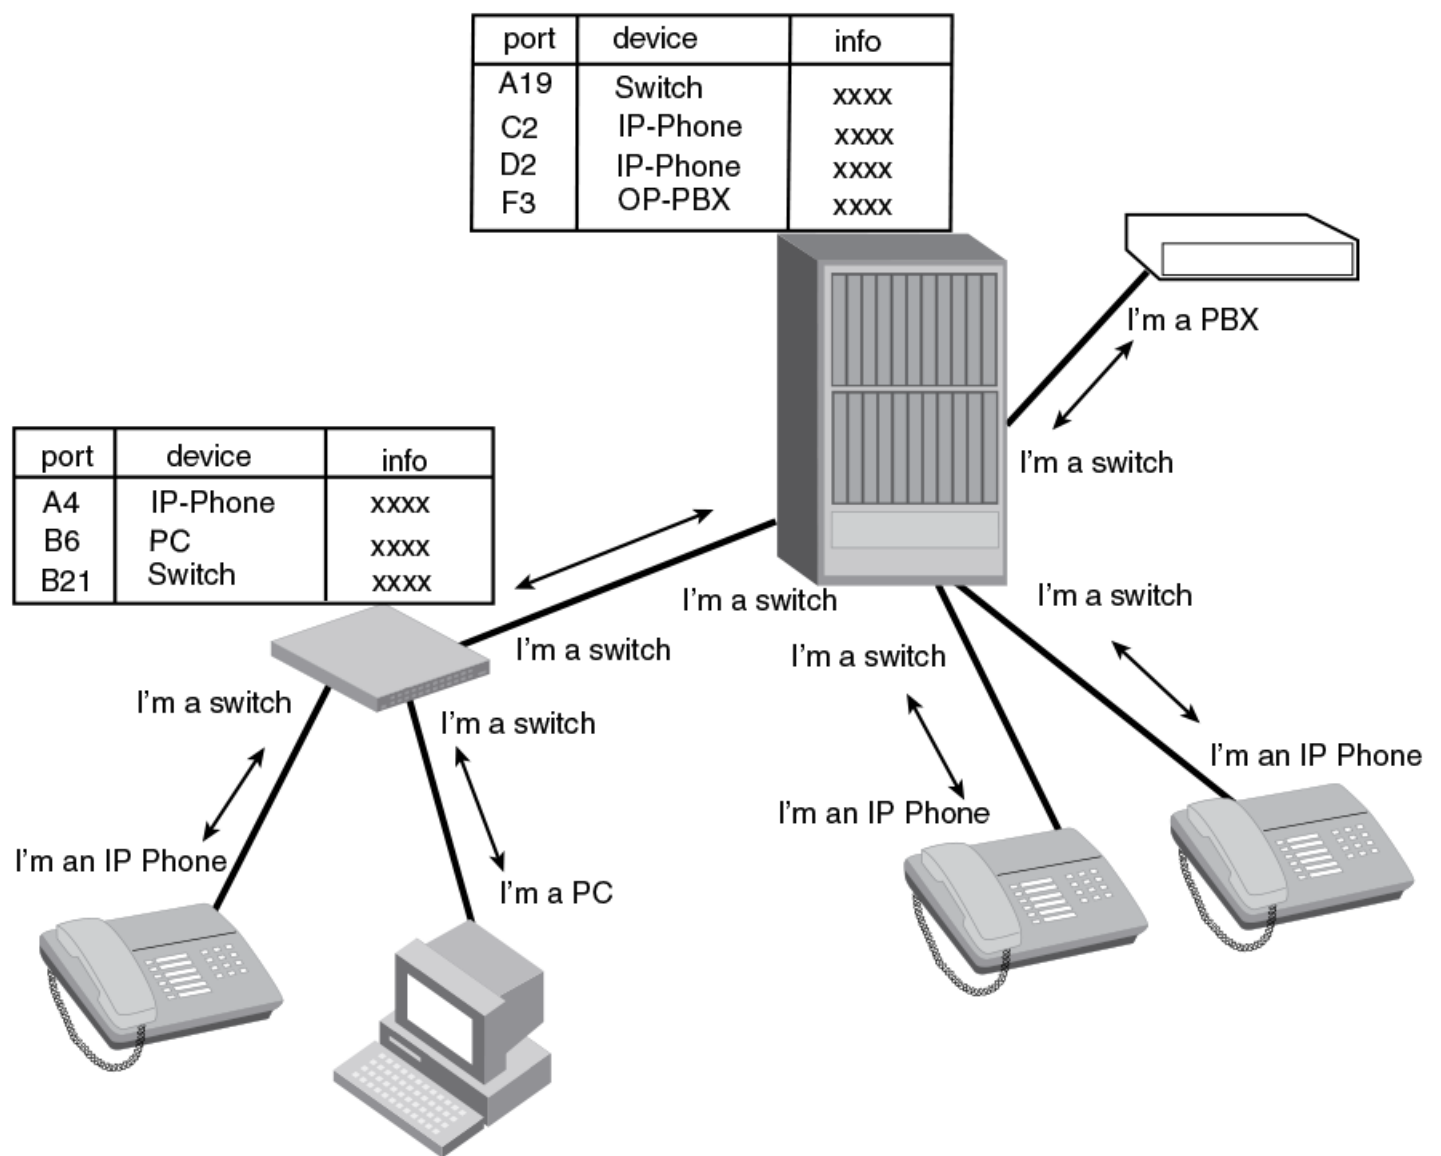 port device info
A19 Switch xxxx
C2 IP-Phone xxxx
D2 IP-Phone xxxx
F3 OP-PBX xxxx
I'm a PBX
I'm a switch
port device info
A4 IP-Phone xxxx
B6 PC xxxx
B21 Switch xxxx
I'm a switch
I'm a switch
I'm a switch
I'm a switch
I'm a switch
I'm a switch
I'm an IP Phone
I'm an IP Phone
I'm an IP Phone
I'm a PC